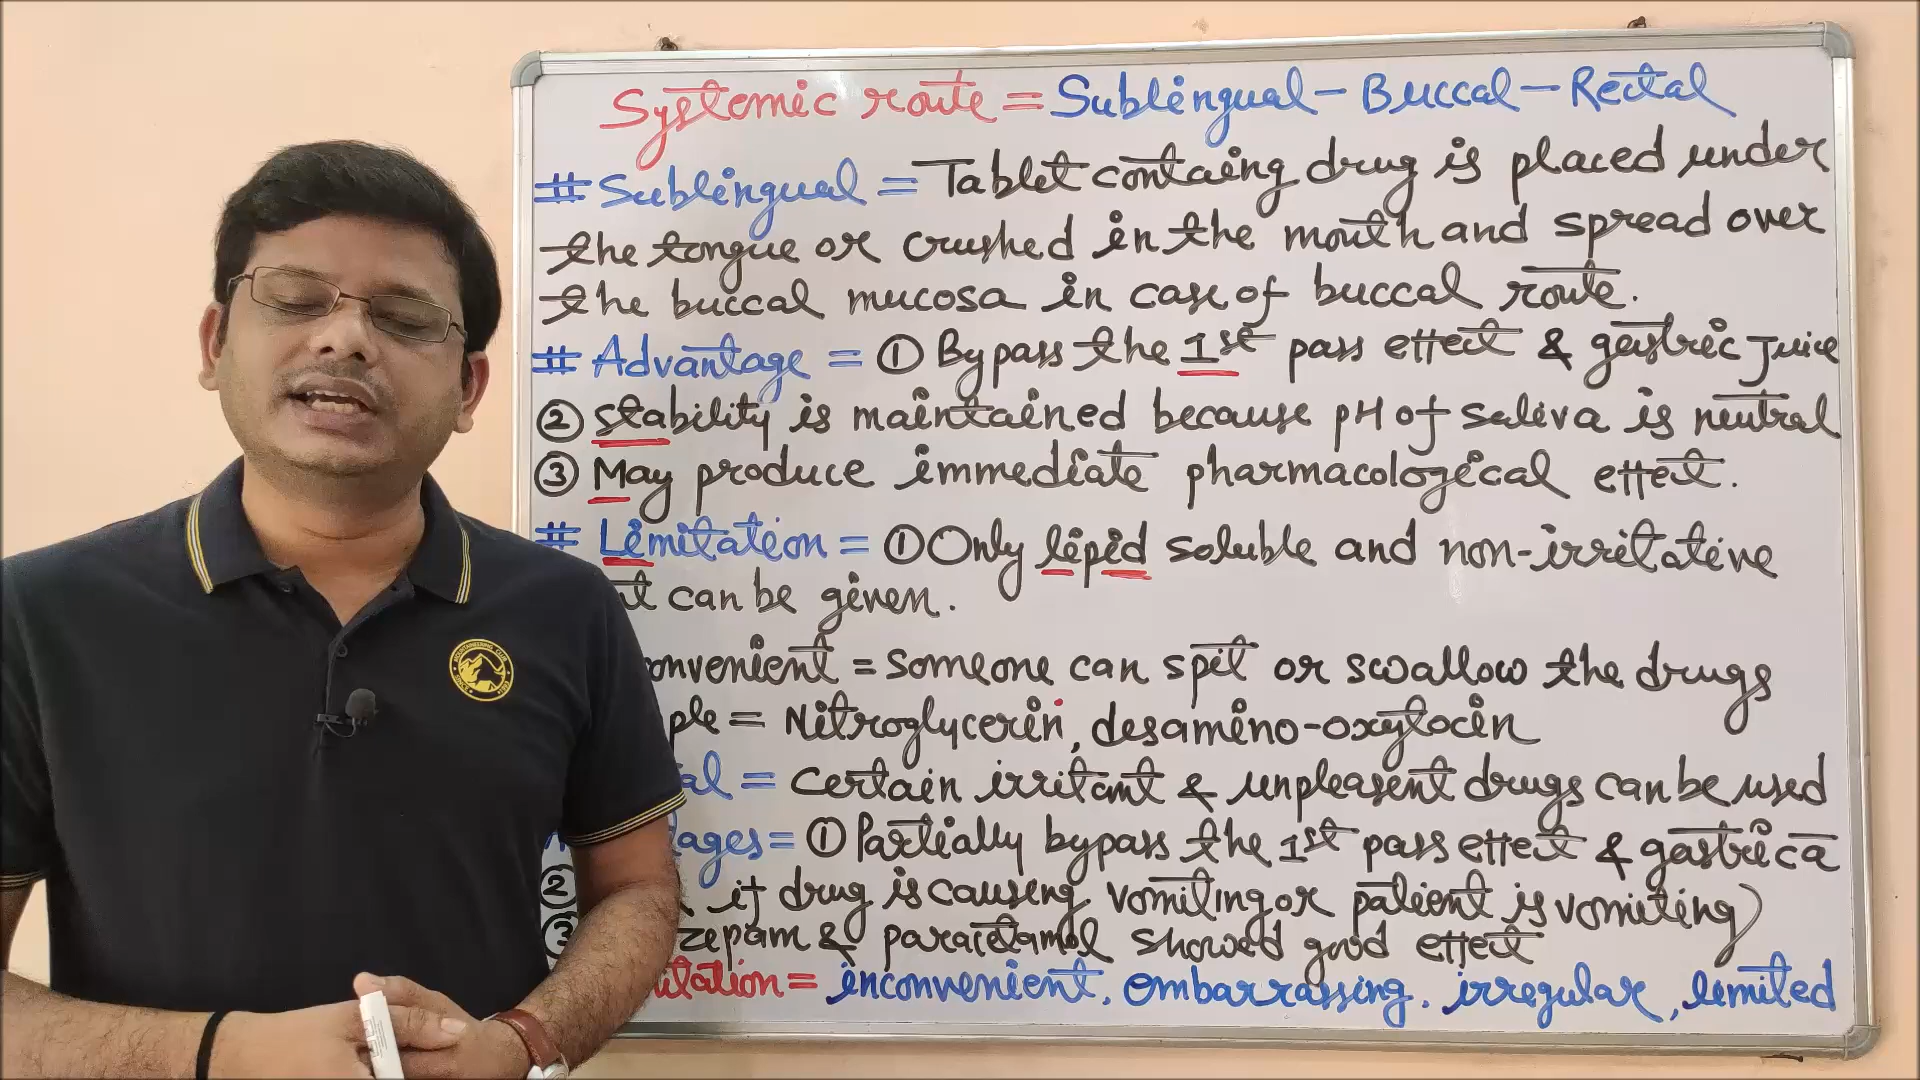 Systemic route = Sublingual - Buccal - Rectal
# Sublingual = Tablet containg drug is placed under
the tongue or crushed in the mouth and spread over
the buccal mucosa in case of buccal route.
# Advantage = ① Bypass the 1st pass effect & gastric juice
② stability is maintained because pH of saliva is neutral
③ May produce immediate pharmacological effect.
# Limitation = ① Only lipid soluble and non-irritative
can be given.
onvenient = someone can spit or swallow the drugs
ple = Nitroglycerin, desamino-oxytocin
al = Certain irritant & unpleasent drugs can be used
ages = ① Partially bypass the 1st pass effect & gastric a
② if drug is causing vomiting or patient is vomiting)
③ zepam & paracetamol showed good effect
itation = inconvenient, embarrassing, irregular, limited